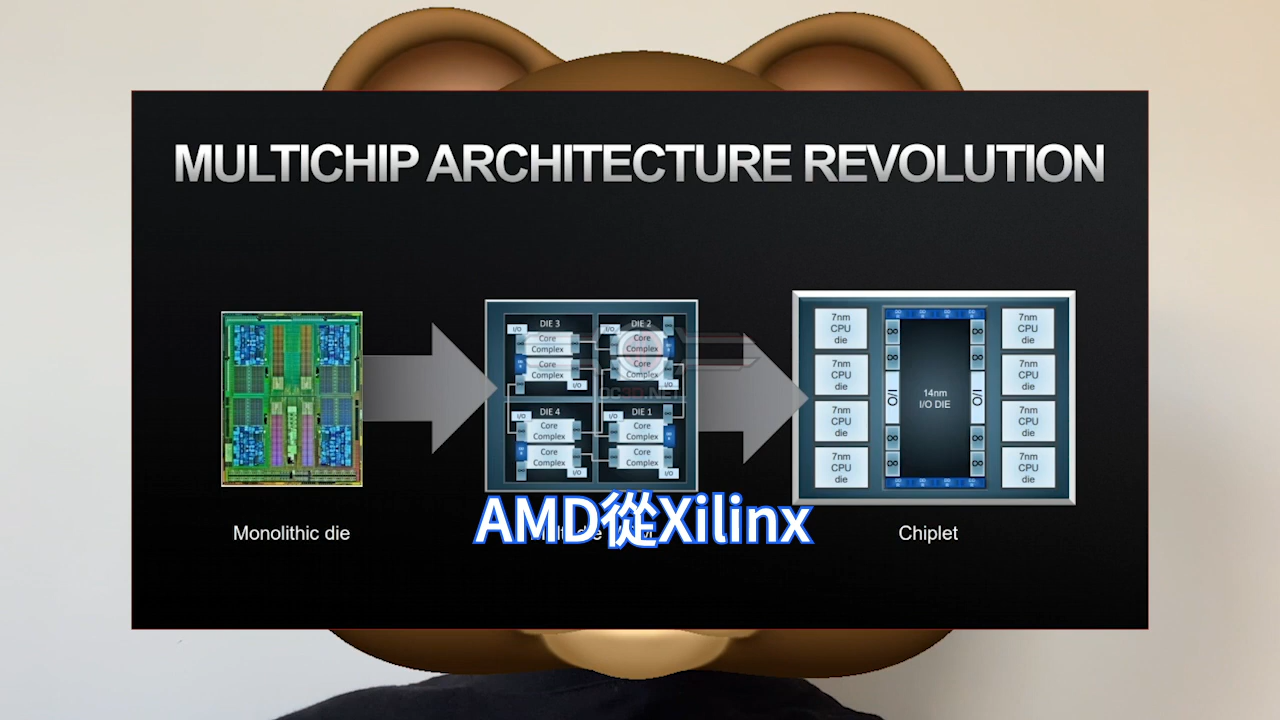 MULTICHIP ARCHITECTURE REVOLUTION
DIE 3
DIE 2
I/O
I/O
Core
Complex
Core
Complex
Core
Complex
Core
Complex
I/O
I/O
DIE 4
DIE 1
I/O
I/O
Core
Complex
Core
Complex
Core
Complex
Core
Complex
I/O
I/O
7nm
CPU
die
7nm
CPU
die
7nm
CPU
die
7nm
CPU
die
I/O
14nm
I/O DIE
I/O
7nm
CPU
die
7nm
CPU
die
7nm
CPU
die
7nm
CPU
die
Monolithic die
AMD從Xilinx
Chiplet